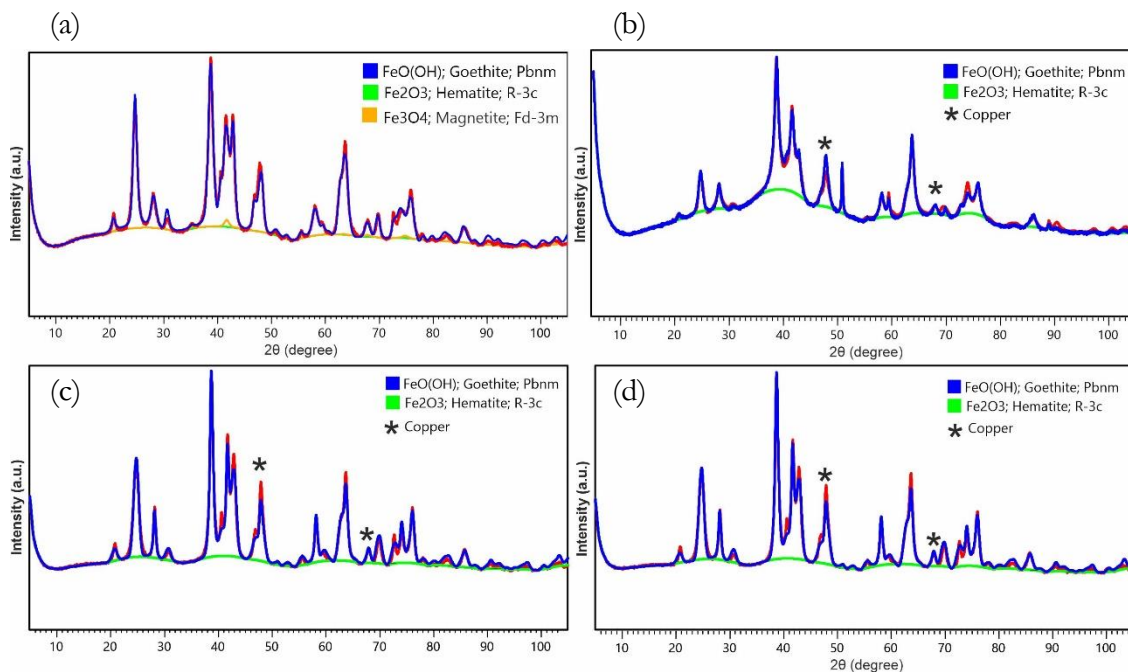 (a)
FeO(OH); Goethite; Pbnm
Fe2O3; Hematite; R-3c
Fe3O4; Magnetite; Fd-3m
Intensity (a.u.)
10 20 30 40 50 60 70 80 90 100
2θ (degree)
(b)
FeO(OH); Goethite; Pbnm
Fe2O3; Hematite; R-3c
* Copper
*
*
Intensity (a.u.)
10 20 30 40 50 60 70 80 90 100
2θ (degree)
(c)
FeO(OH); Goethite; Pbnm
Fe2O3; Hematite; R-3c
* Copper
*
*
Intensity (a.u.)
10 20 30 40 50 60 70 80 90 100
(d)
FeO(OH); Goethite; Pbnm
Fe2O3; Hematite; R-3c
* Copper
*
*
Intensity (a.u.)
10 20 30 40 50 60 70 80 90 100
2θ (degree)